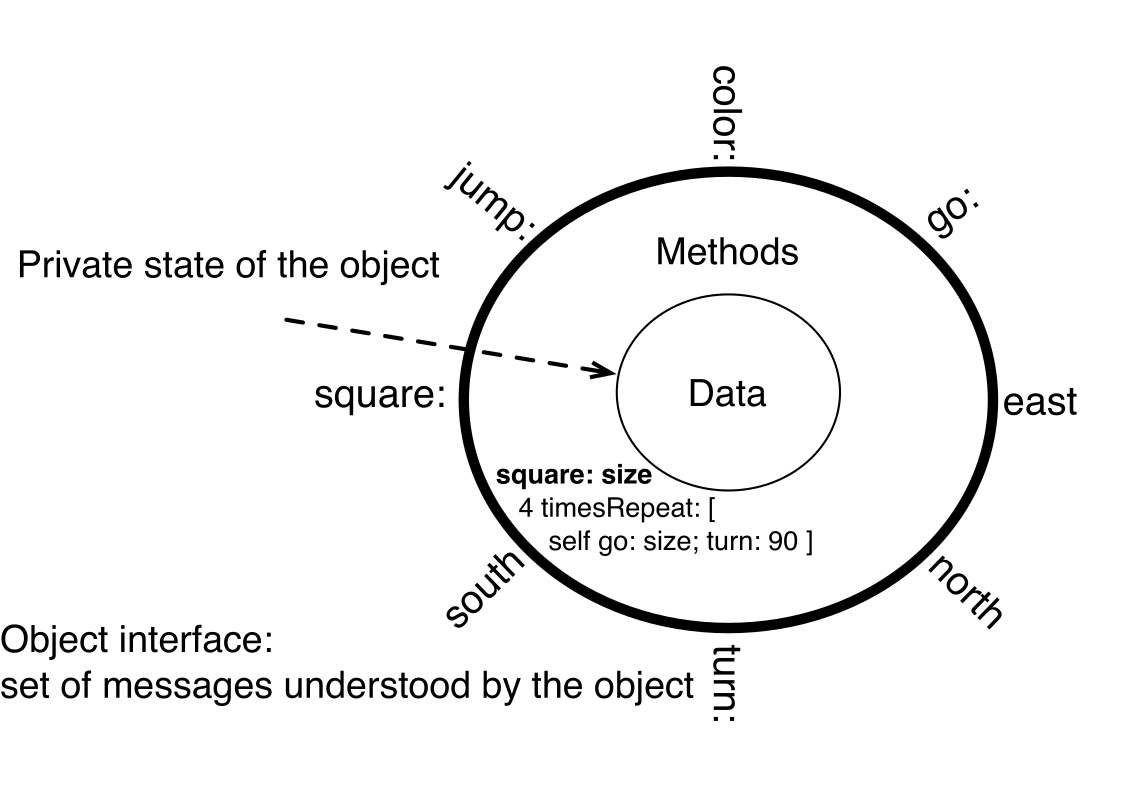 color:
jump:
go:
Methods
Private state of the object
Data
square:
east
square: size
4 timesRepeat: [
self go: size; turn: 90 ]
south
north
Object interface:
set of messages understood by the object
turn: